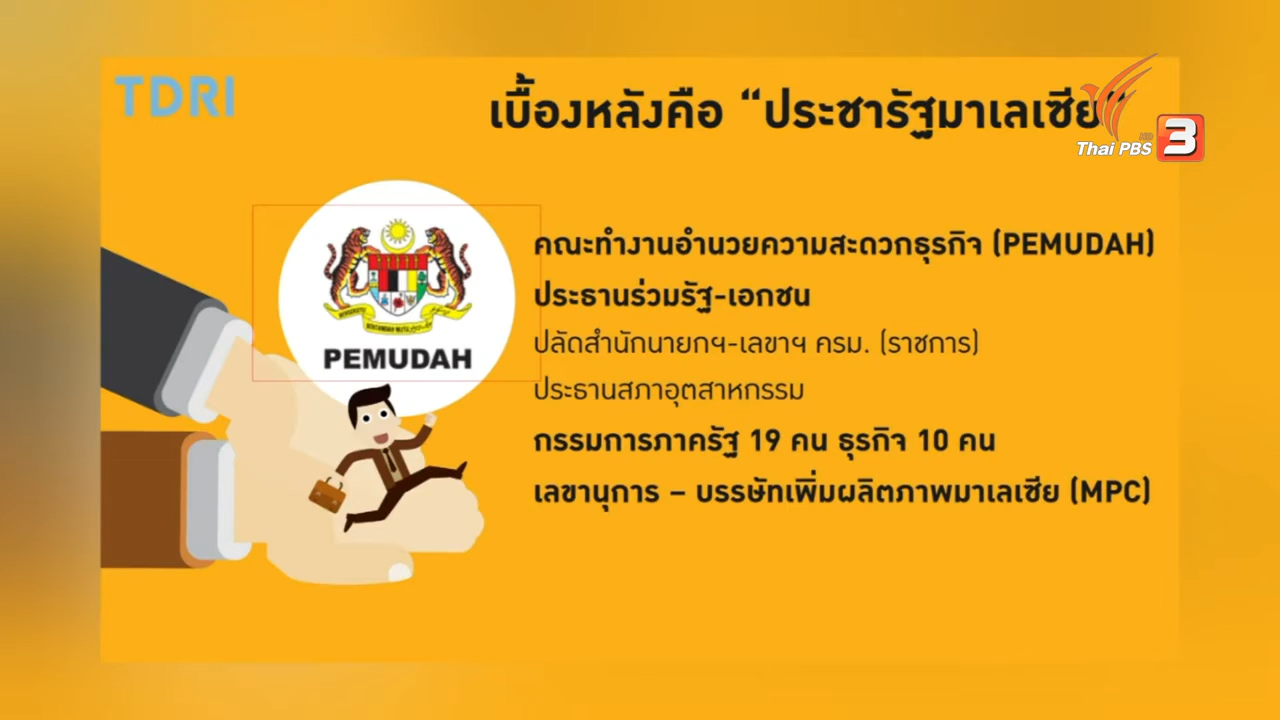 TDRI
เบื้องหลังคือ “ประชารัฐมาเลเซีย”
HD
Thai PBS 3
คณะทำงานอำนวยความสะดวกธุรกิจ (PEMUDAH)
ประธานร่วมรัฐ-เอกชน
ปลัดสำนักนายกฯ-เลขาฯ ครม. (ราชการ)
PEMUDAH
ประธานสภาอุตสาหกรรม
กรรมการภาครัฐ 19 คน ธุรกิจ 10 คน
เลขานุการ – บรรษัทเพิ่มผลิตภาพมาเลเซีย (MPC)